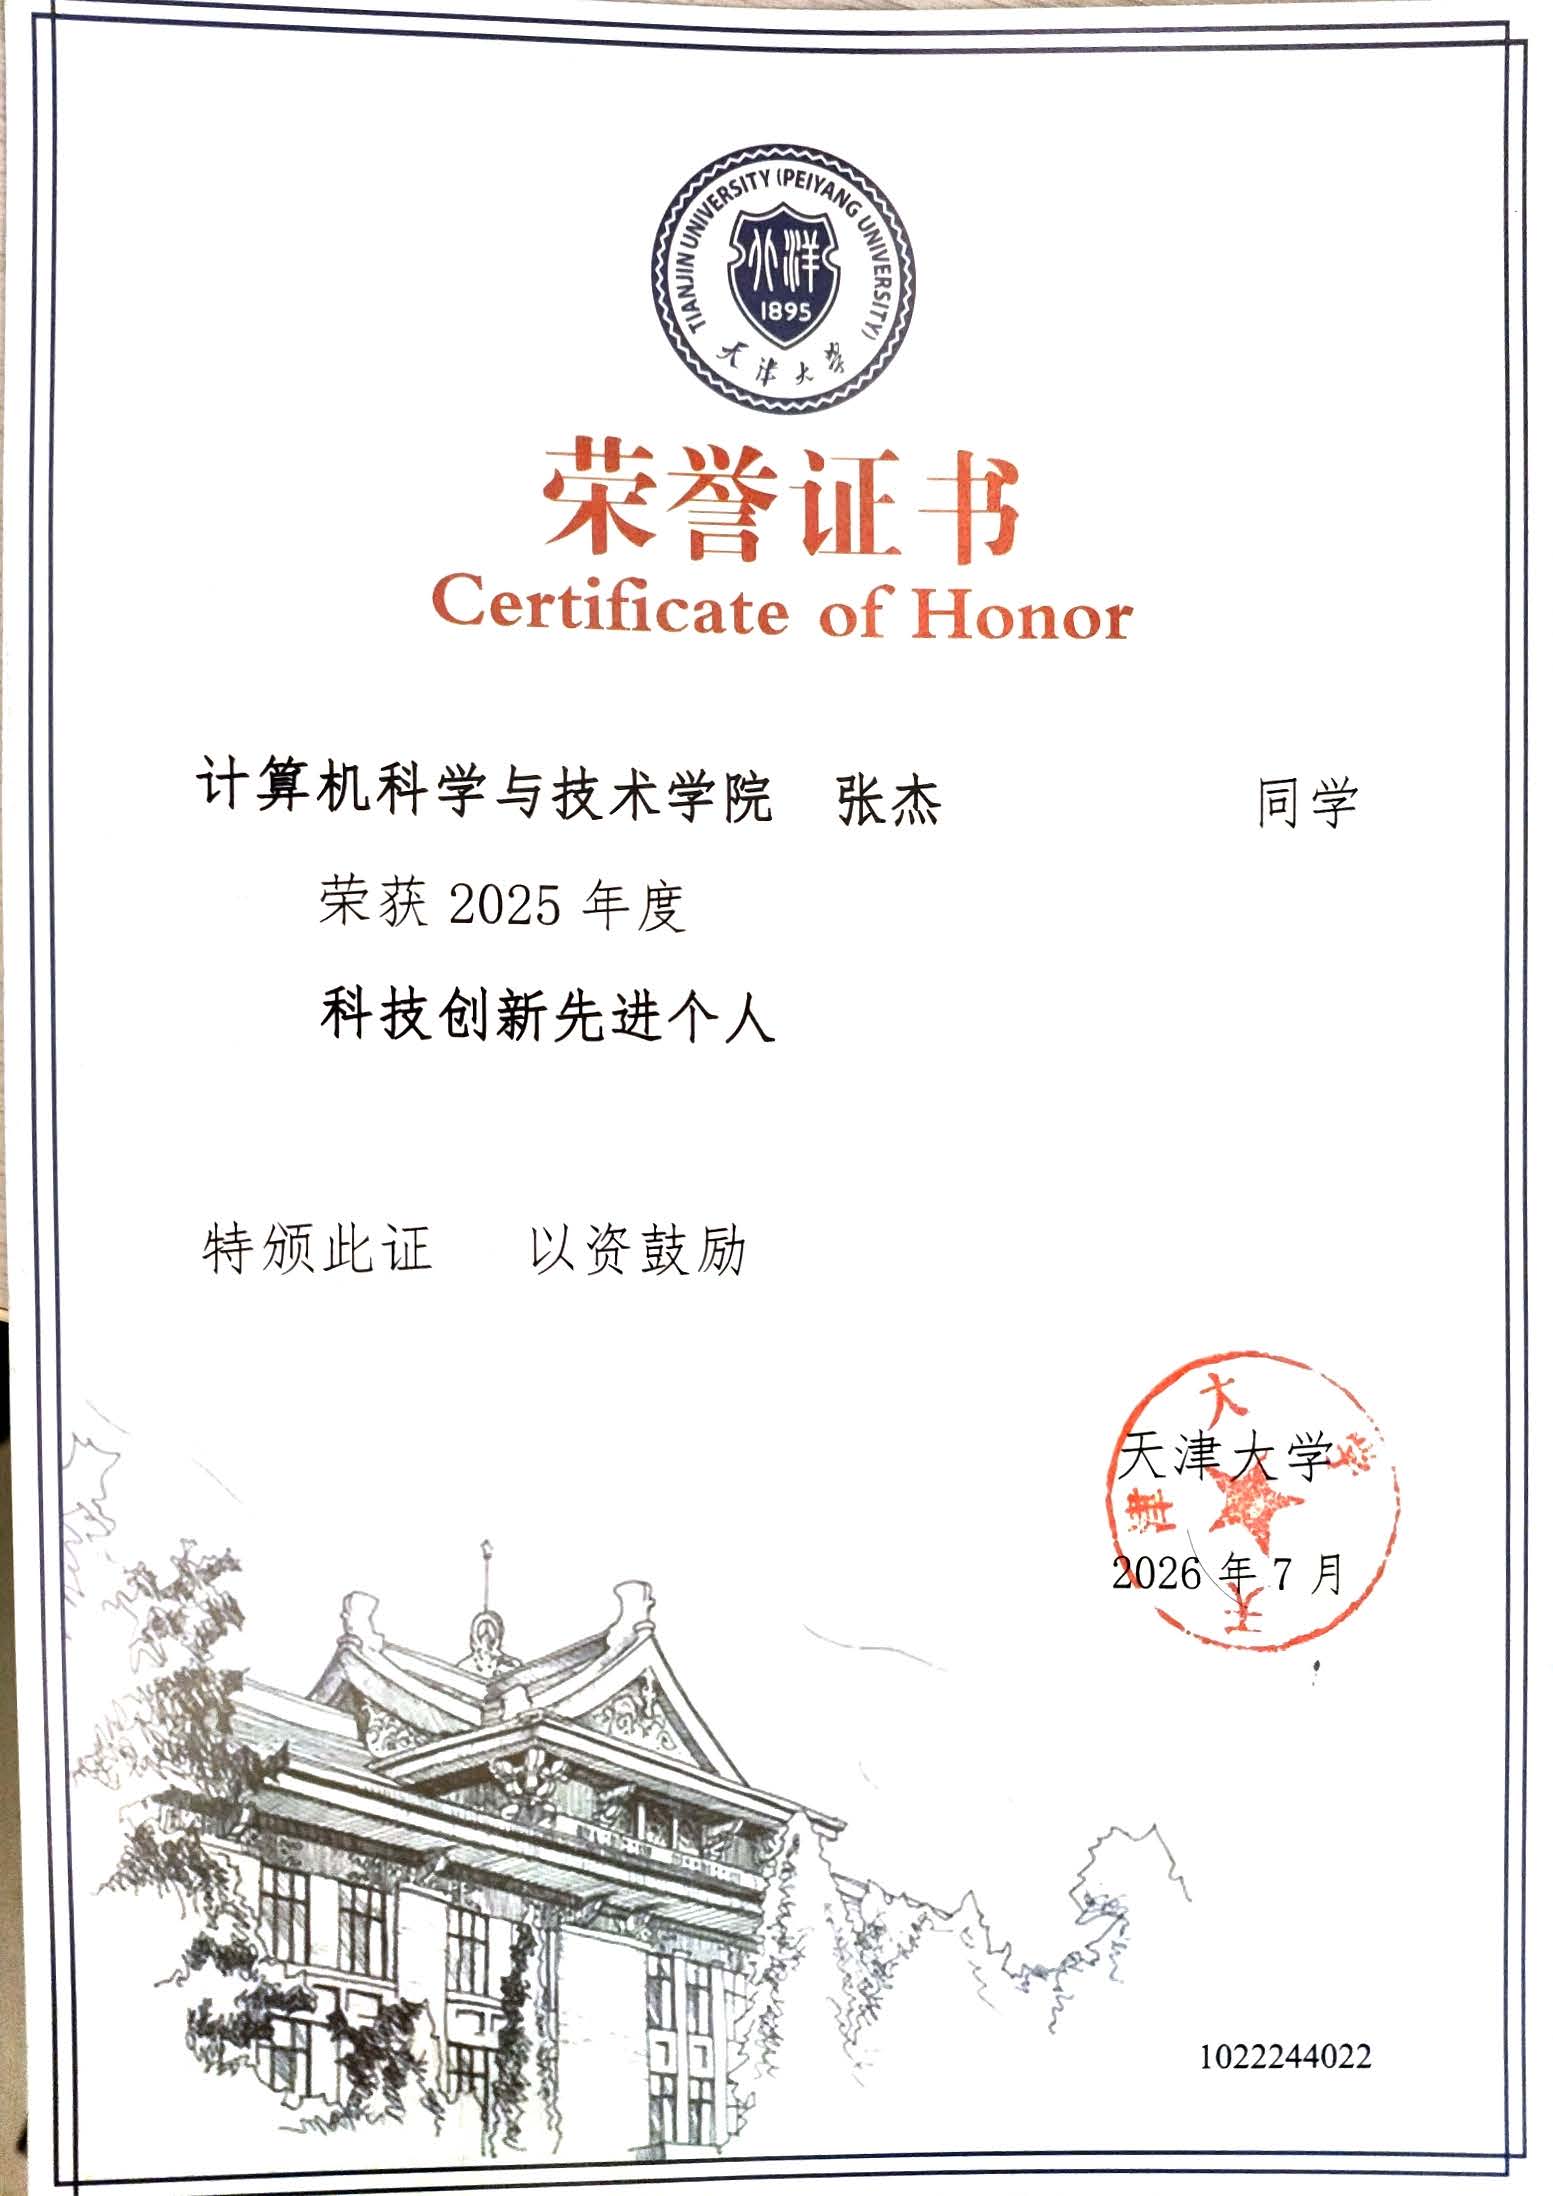 TIANJIN UNIVERSITY (PEIYANG UNIVERSITY)
北洋
1895
天津大學
荣誉证书
Certificate of Honor
计算机科学与技术学院 张杰 同学
荣获 2025 年度
科技创新先进个人
特颁此证 以资鼓励
天津大学
2026 年 7 月
1022244022